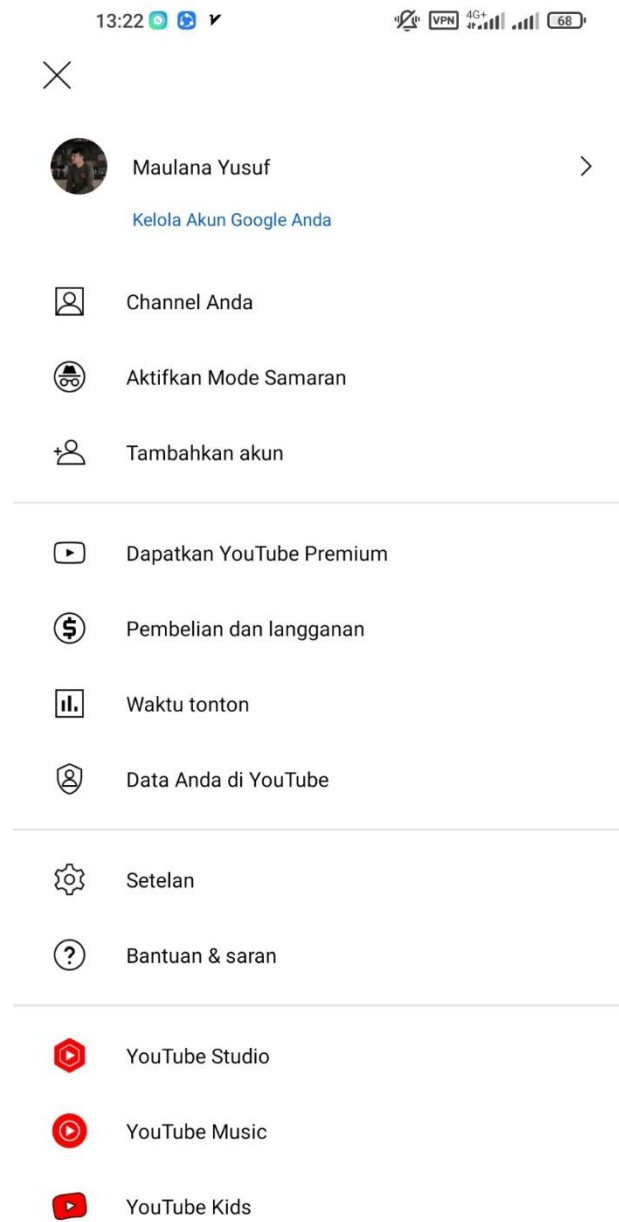 13:22
VPN 4G+ 68
Maulana Yusuf
Kelola Akun Google Anda
Channel Anda
Aktifkan Mode Samaran
Tambahkan akun
Dapatkan YouTube Premium
Pembelian dan langganan
Waktu tonton
Data Anda di YouTube
Setelan
Bantuan & saran
YouTube Studio
YouTube Music
YouTube Kids